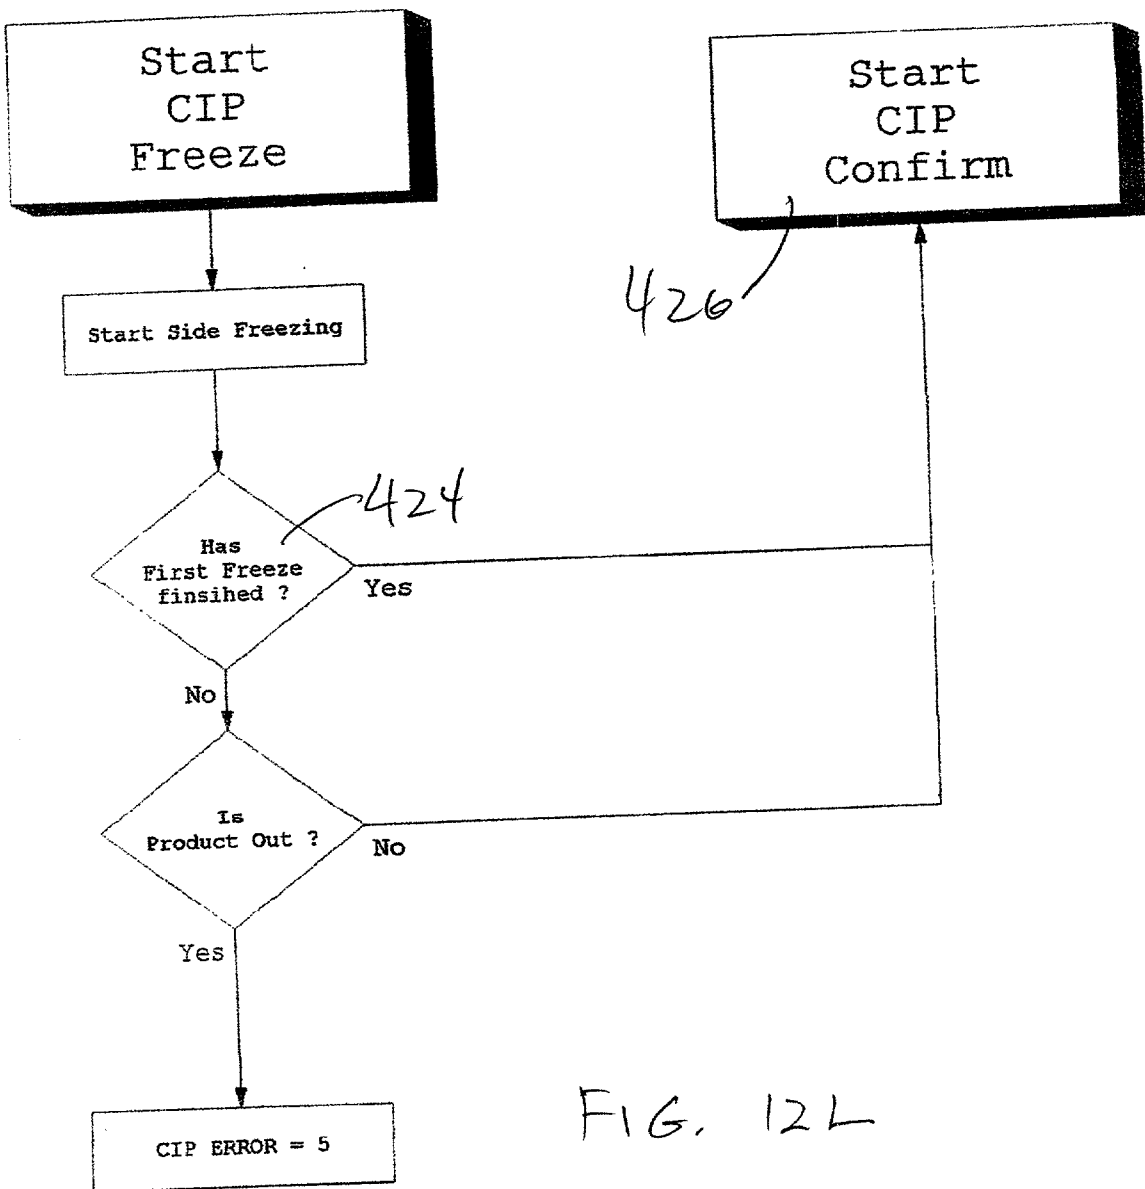 Start
CIP
Freeze
Start
CIP
Confirm
426
Start Side Freezing
424
Has
First Freeze
finsihed ?
Yes
No
Is
Product Out ?
No
Yes
CIP ERROR = 5
FIG. 12L